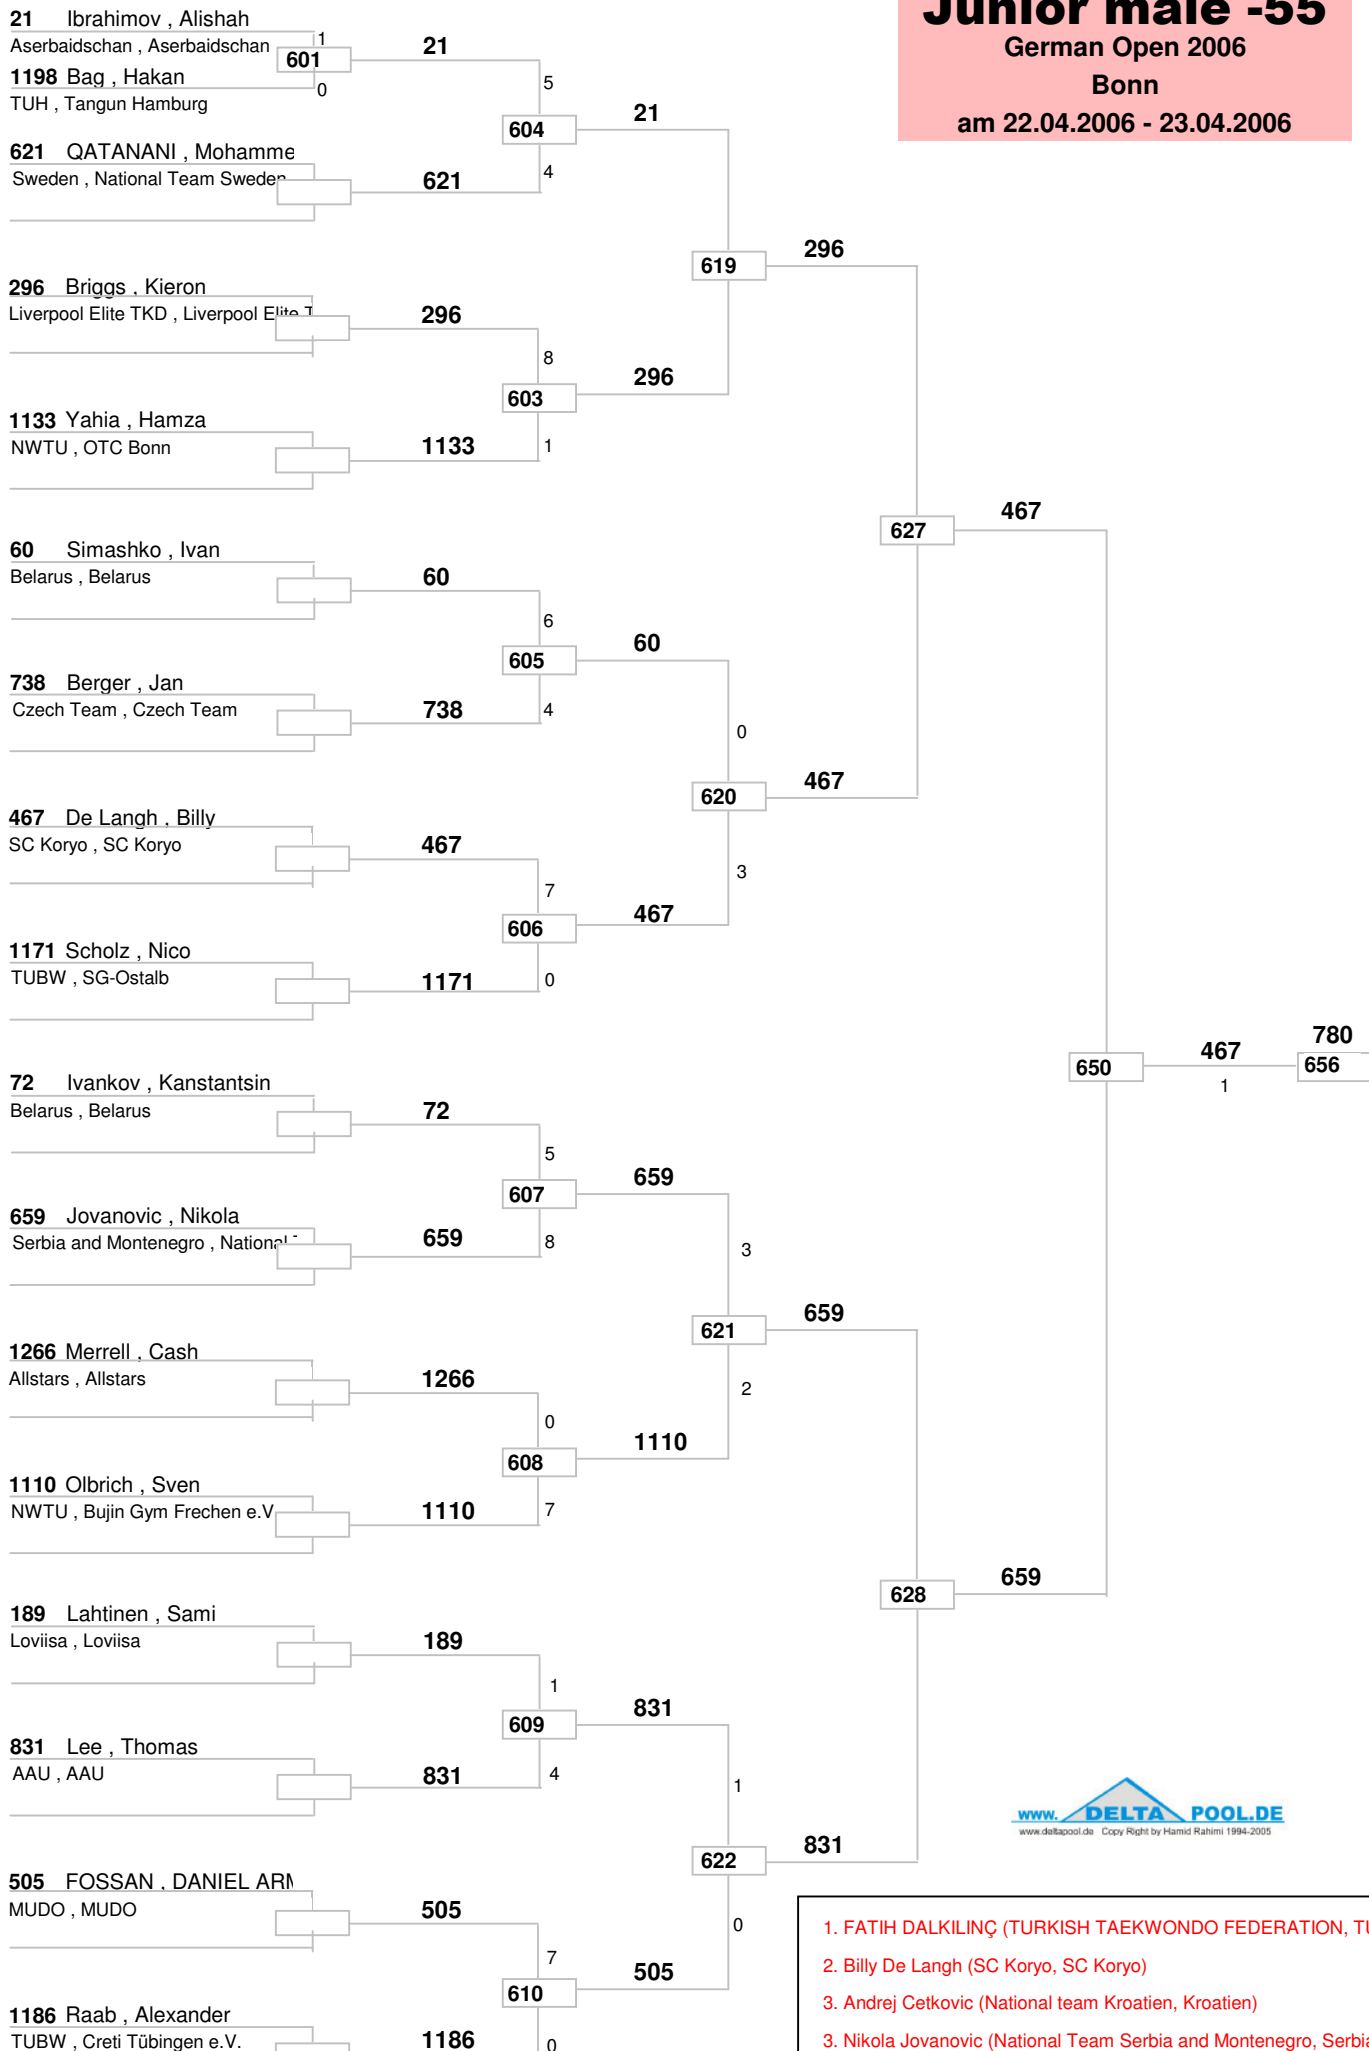 Junior male -55
German Open 2006
Bonn
am 22.04.2006 - 23.04.2006
21 Ibrahimov , Alishah
Aserbaidschan , Aserbaidschan
1
601
21
1198 Bag , Hakan
0
TUH , Tangun Hamburg
5
604
21
621 QATANANI , Mohamme
Sweden , National Team Sweden
621
4
619
296
296 Briggs , Kieron
Liverpool Elite TKD , Liverpool Elite
296
8
603
296
1133 Yahia , Hamza
NWTU , OTC Bonn
1133
1
627
467
60 Simashko , Ivan
Belarus , Belarus
60
6
605
60
738 Berger , Jan
Czech Team , Czech Team
738
4
0
620
467
467 De Langh , Billy
SC Koryo , SC Koryo
467
7
3
606
467
1171 Scholz , Nico
TUBW , SG-Ostalb
1171
0
650
467
1
780
656
72 Ivankov , Kanstantsin
Belarus , Belarus
72
5
607
659
659 Jovanovic , Nikola
Serbia and Montenegro , National
659
8
3
621
659
1266 Merrell , Cash
Allstars , Allstars
1266
0
2
608
1110
1110 Olbrich , Sven
NWTU , Bujin Gym Frechen e.V
1110
7
628
659
189 Lahtinen , Sami
Loviisa , Loviisa
189
1
609
831
831 Lee , Thomas
AAU , AAU
831
4
1
622
831
505 FOSSAN , DANIEL
MUDO , MUDO
505
7
0
610
505
1186 Raab , Alexander
TUBW , Creti Tübingen e.V.
1186
0
www. DELTA POOL.DE
www.deltapool.de Copy Right by Hamid Rahimi 1994-2005
1. FATIH DALKILINÇ (TURKISH TAEKWONDO FEDERATION,
2. Billy De Langh (SC Koryo, SC Koryo)
3. Andrej Cetkovic (National team Kroatien, Kroatien)
3. Nikola Jovanovic (National Team Serbia and Montenegro,